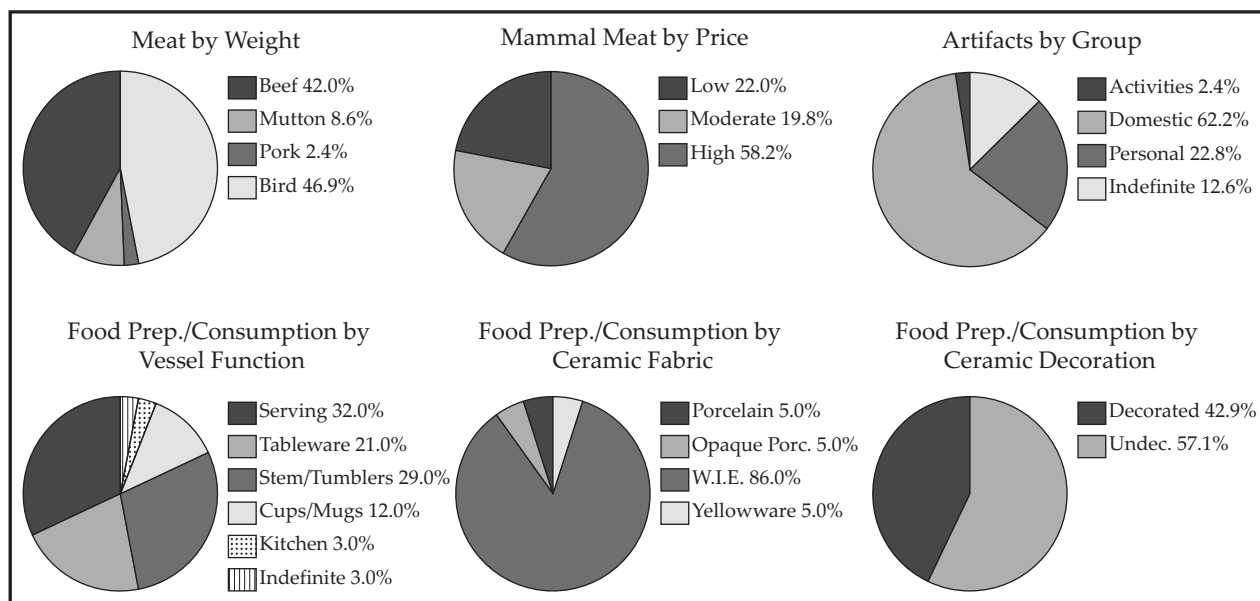 Meat by Weight
Beef 42.0%
Mutton 8.6%
Pork 2.4%
Bird 46.9%
Mammal Meat by Price
Low 22.0%
Moderate 19.8%
High 58.2%
Artifacts by Group
Activities 2.4%
Domestic 62.2%
Personal 22.8%
Indefinite 12.6%
Food Prep./Consumption by
Vessel Function
Serving 32.0%
Tableware 21.0%
Stem/Tumblers 29.0%
Cups/Mugs 12.0%
Kitchen 3.0%
Indefinite 3.0%
Food Prep./Consumption by
Ceramic Fabric
Porcelain 5.0%
Opaque Porc. 5.0%
W.I.E. 86.0%
Yellowware 5.0%
Food Prep./Consumption by
Ceramic Decoration
Decorated 42.9%
Undec. 57.1%